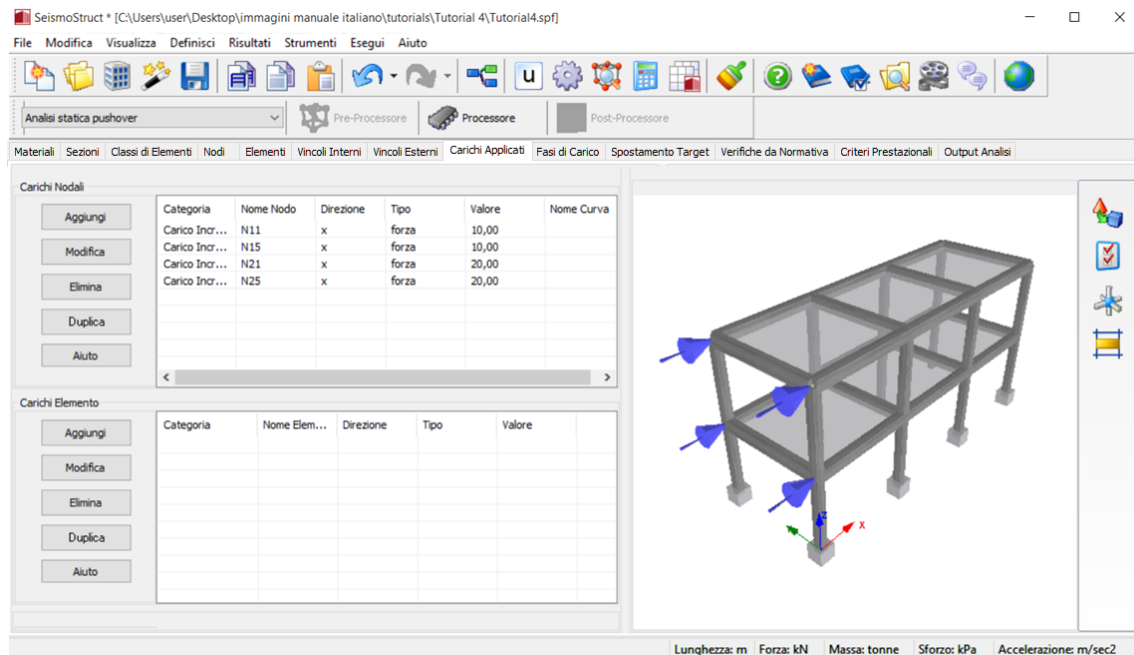 SeismoStruct * [C:\Users\user\Desktop\immagini manuale italiano\tutorials\Tutorial 4\Tutorial4.spf]
File Modifica Visualizza Definisci Risultati Strumenti Esegui Aiuto
u
Analisi statica pushover Pre-Processore Processore Post-Processore
Materiali Sezioni Classi di Elementi Nodi Elementi Vincoli Interni Vincoli Esterni Carichi Applicati Fasi di Carico Spostamento Target Verifiche da Normativa Criteri Prestazionali Output Analisi
Carichi Nodali
Aggiungi
Modifica
Elimina
Duplica
Aiuto
Categoria Nome Nodo Direzione Tipo Valore Nome Curva
Carico Incr... N11 x forza 10,00
Carico Incr... N15 x forza 10,00
Carico Incr... N21 x forza 20,00
Carico Incr... N25 x forza 20,00
Carichi Elemento
Aggiungi
Modifica
Elimina
Duplica
Aiuto
Categoria Nome Elem... Direzione Tipo Valore
z
x
Lunghezza: m Forza: kN Massa: tonne Sforzo: kPa Accelerazione: m/sec2